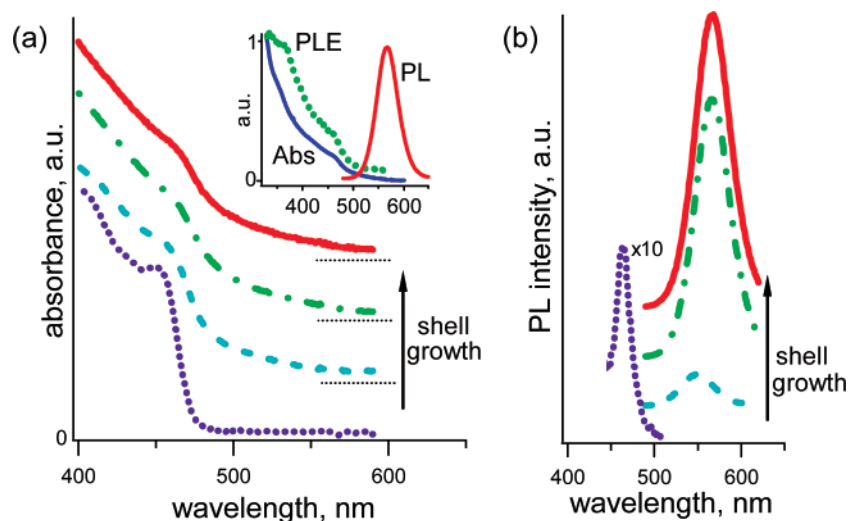 (a)
absorbance, a.u.
0
400
500
600
wavelength, nm
shell
growth
1
a.u.
0
PLE
PL
Abs
400
500
600
(b)
PL intensity, a.u.
x10
shell
growth
400
500
600
wavelength, nm